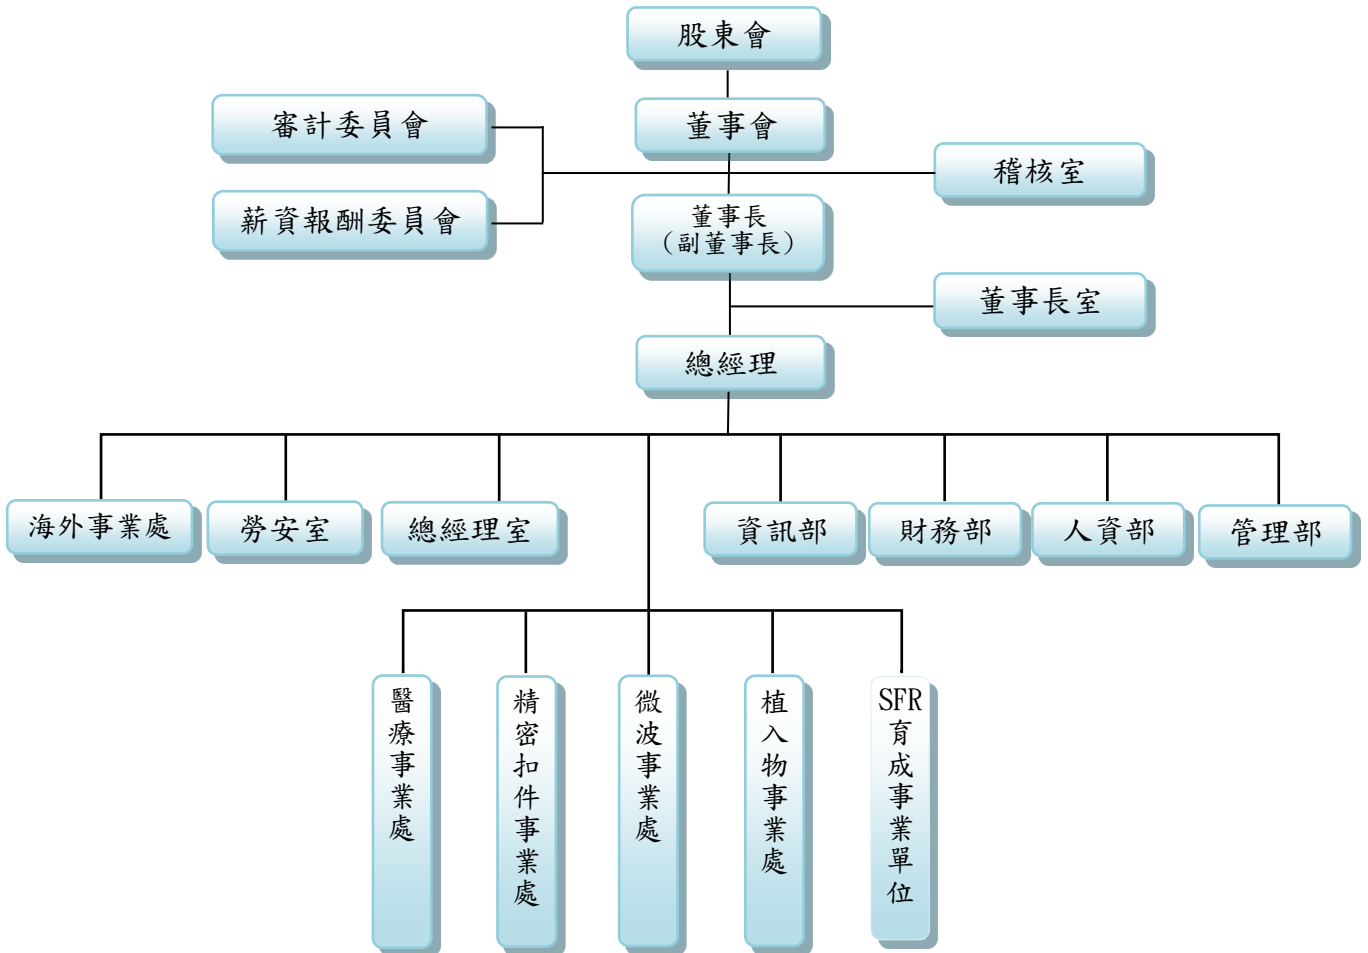 股東會
審計委員會
董事會
稽核室
薪資報酬委員會
董事長
（副董事長）
董事長室
總經理
海外事業處
勞安室
總經理室
資訊部
財務部
人資部
管理部
醫療事業處
精密扣件事業處
微波事業處
植入物事業處
SFR育成事業單位